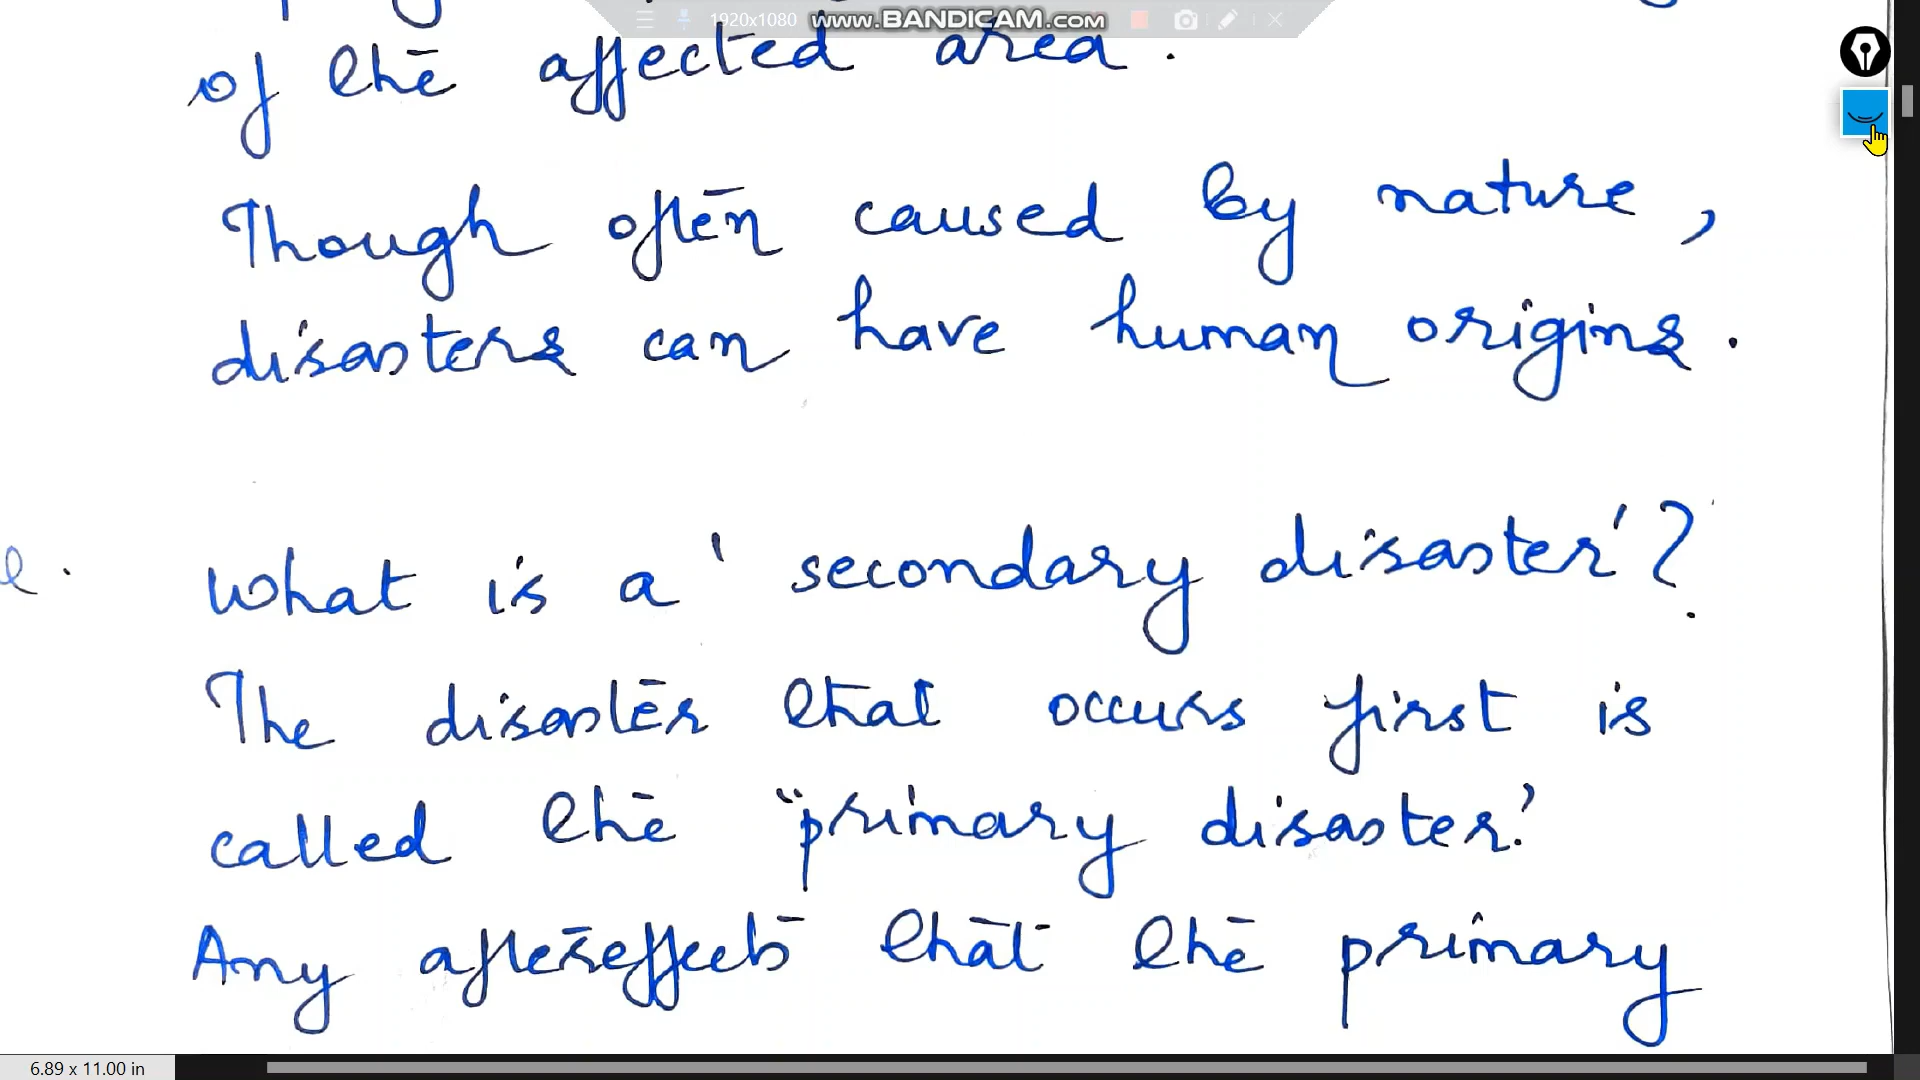 1920x1080 www.BANDICAM.com
of the affected area.
Though often caused by nature,
disasters can have human origins.
What is a 'secondary disaster'?
The disaster that occurs first is
called the "primary disaster.'
Any aftereffects that the primary
6.89 x 11.00 in